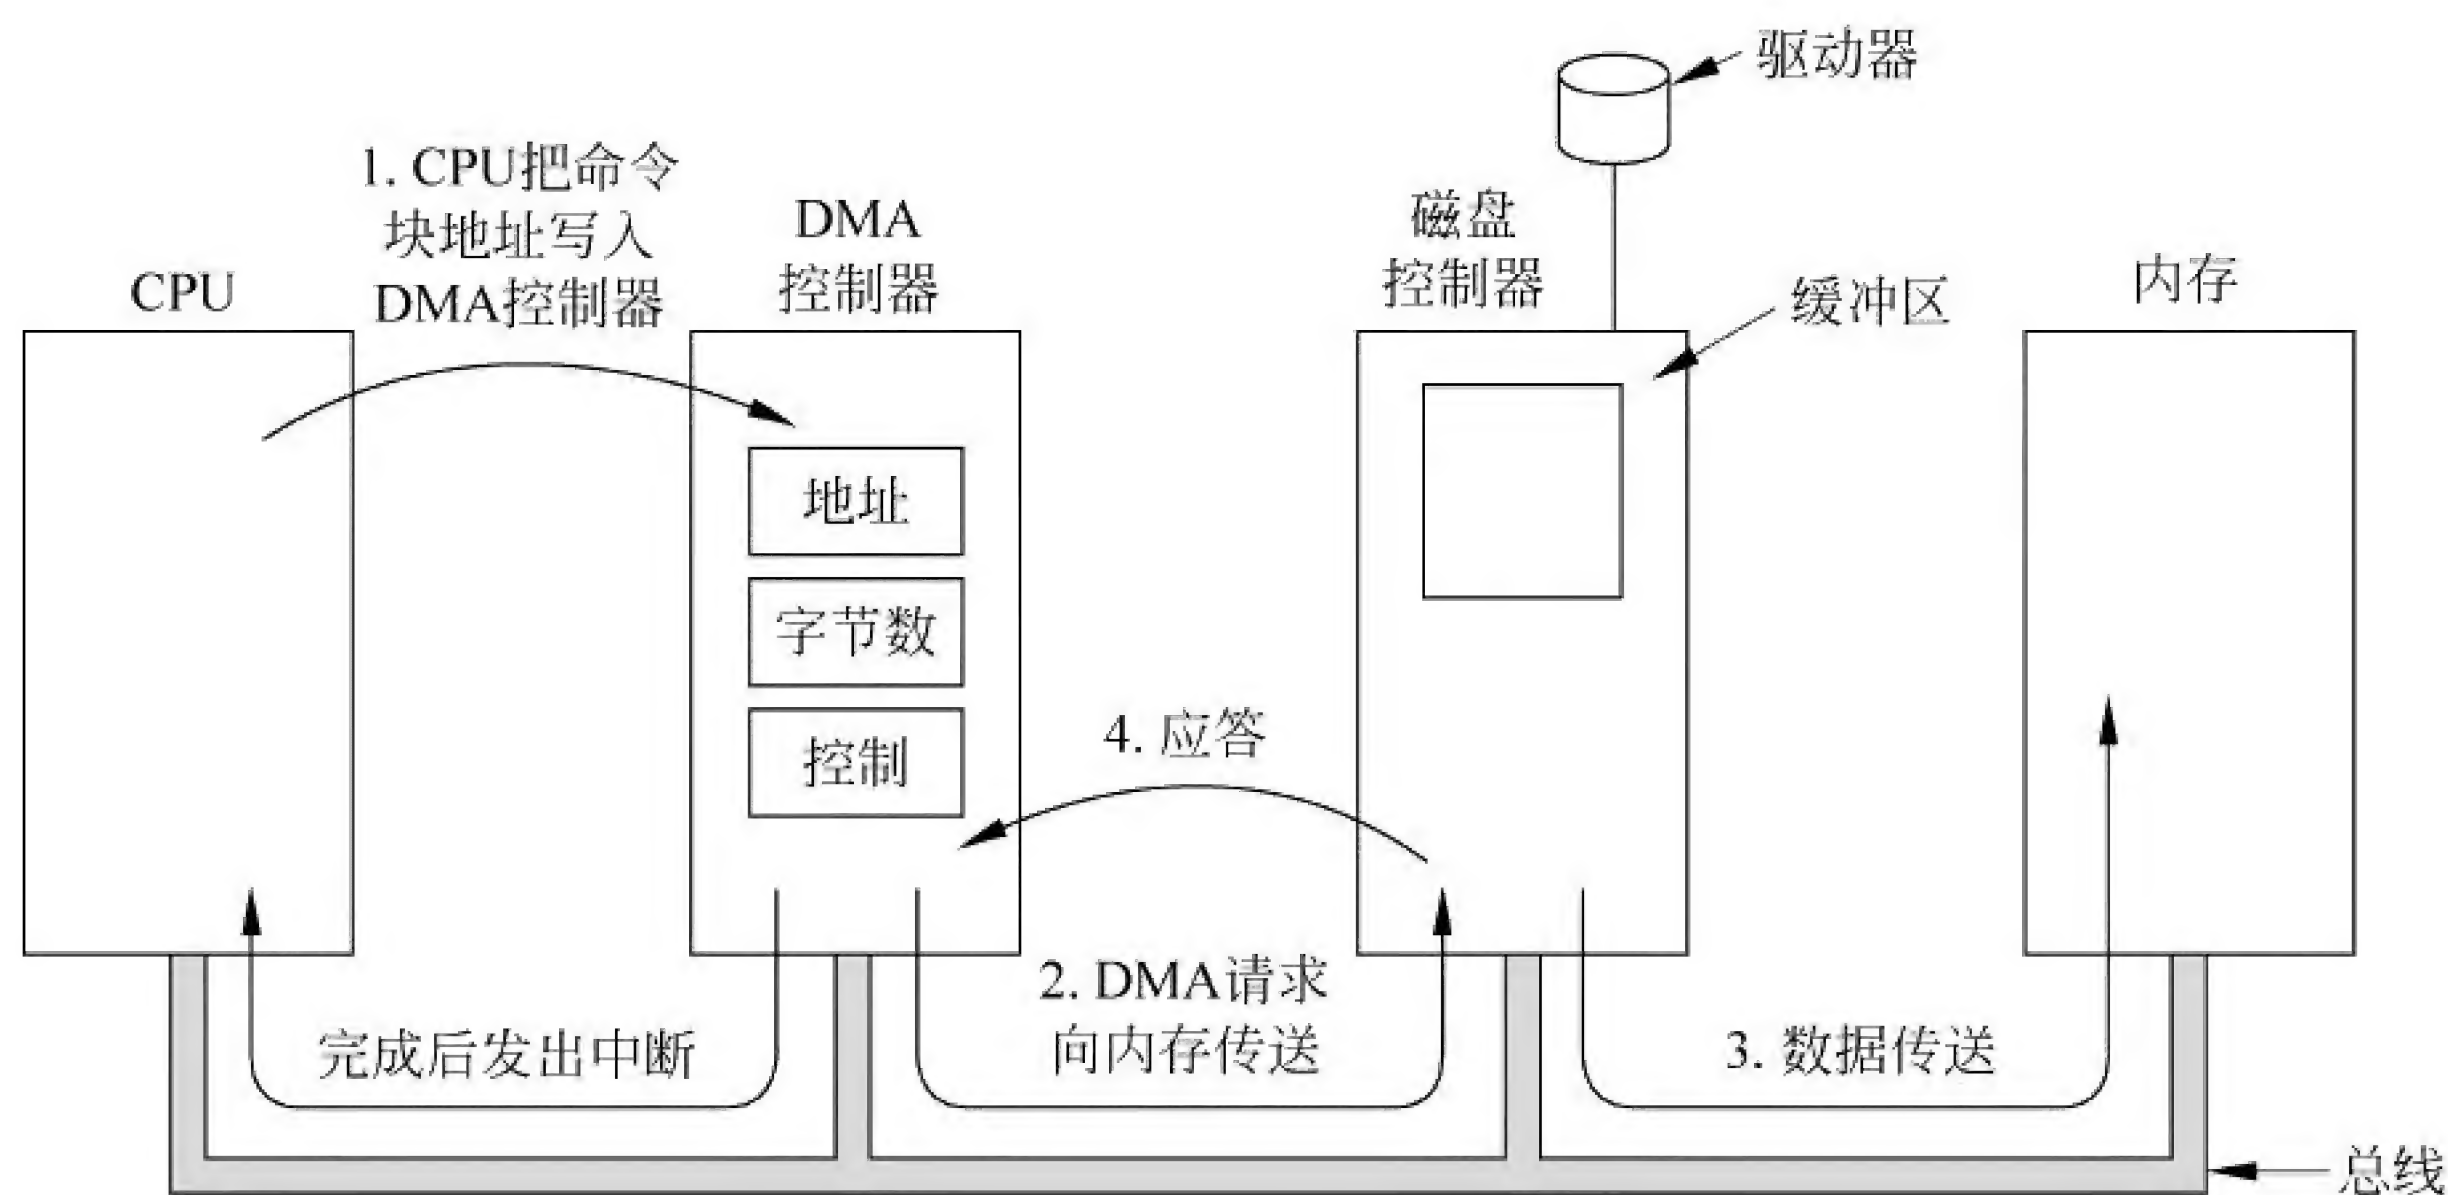 驱动器
1. CPU把命令
块地址写入
DMA控制器
CPU
DMA
控制器
磁盘
控制器
缓冲区
内存
地址
字节数
控制
4. 应答
2. DMA请求
向内存传送
完成后发出中断
3. 数据传送
总线